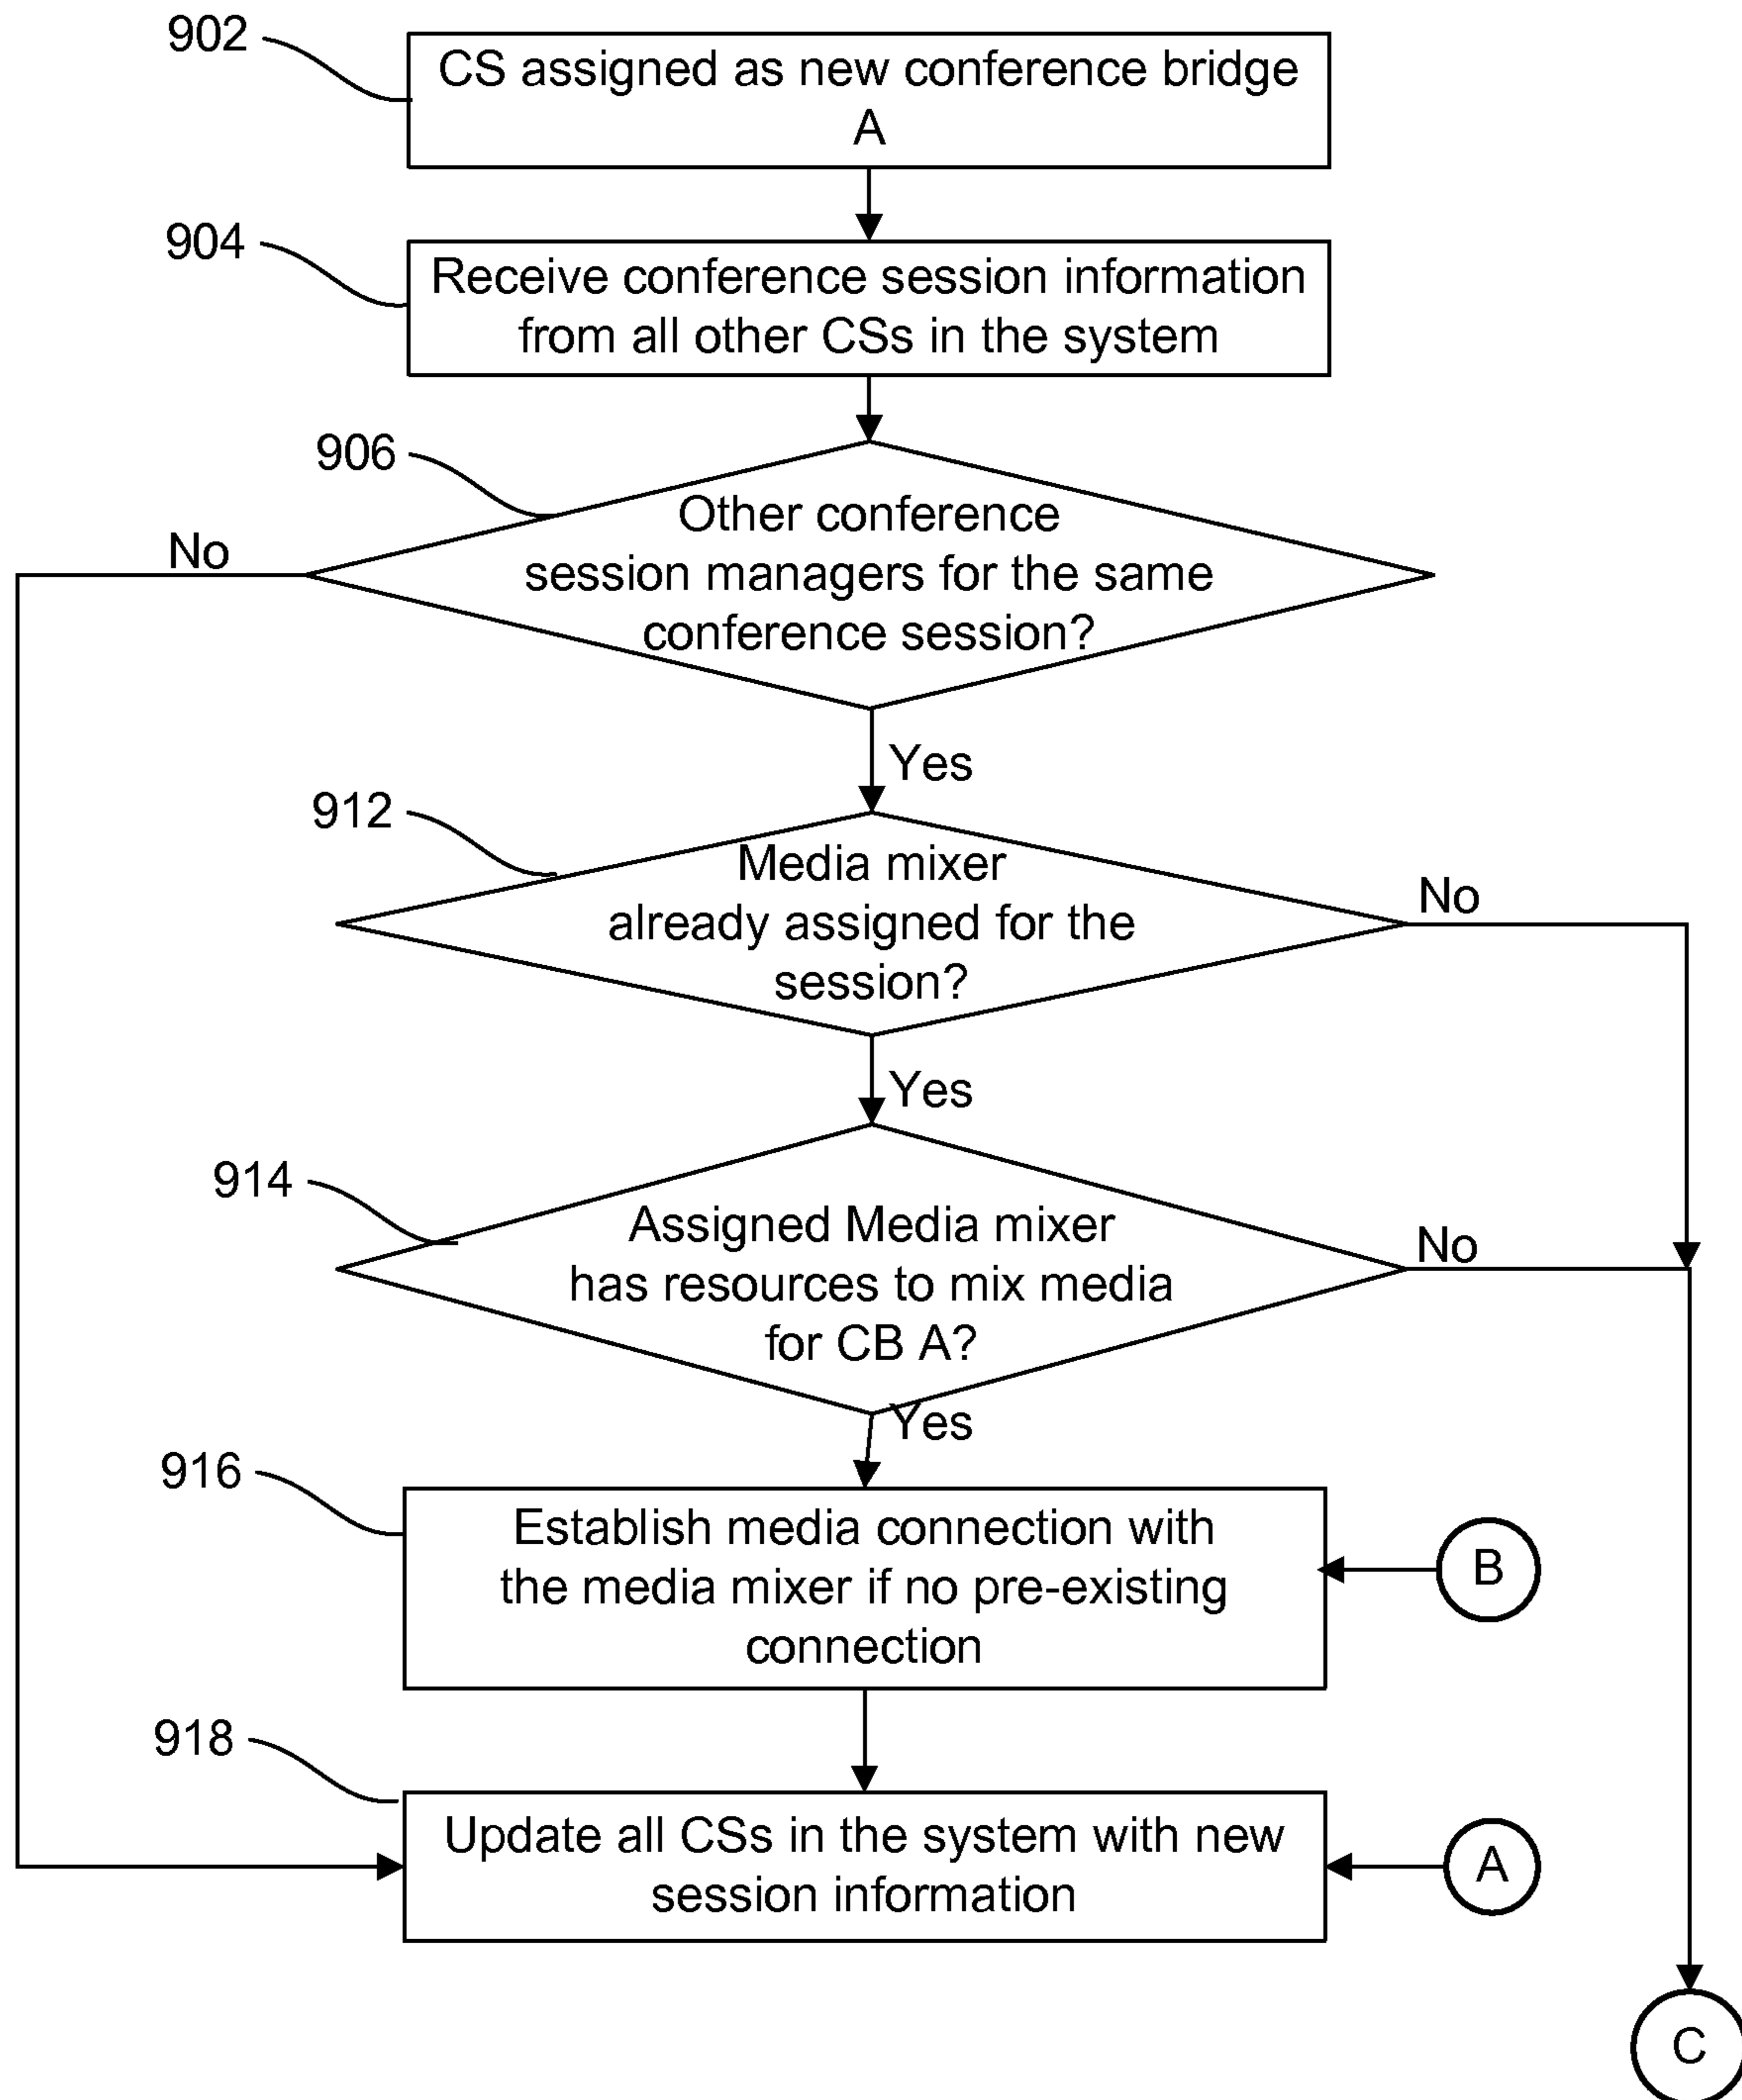 902
CS assigned as new conference bridge
A
904
Receive conference session information
from all other CSs in the system
906
Other conference
session managers for the same
conference session?
No
Yes
912
Media mixer
already assigned for the
session?
No
Yes
914
Assigned Media mixer
has resources to mix media
for CB A?
No
Yes
916
Establish media connection with
the media mixer if no pre-existing
connection
B
918
Update all CSs in the system with new
session information
A
C